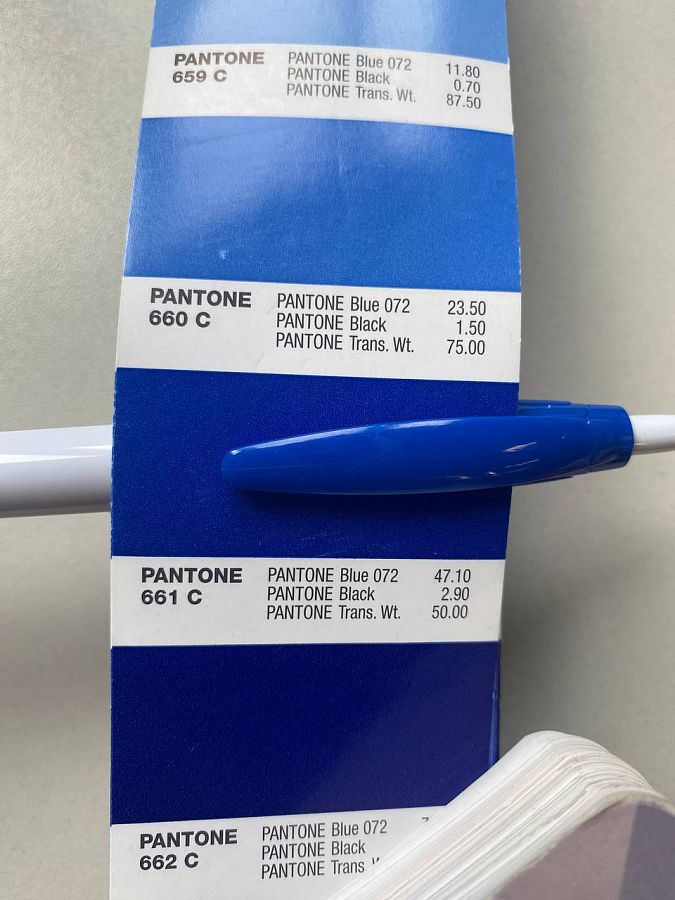 PANTONE
659 C
PANTONE Blue 072 11.80
PANTONE Black 0.70
PANTONE Trans. Wt. 87.50
PANTONE
660 C
PANTONE Blue 072 23.50
PANTONE Black 1.50
PANTONE Trans. Wt. 75.00
PANTONE
661 C
PANTONE Blue 072 47.10
PANTONE Black 2.90
PANTONE Trans. Wt. 50.00
PANTONE
662 C
PANTONE Blue 072
PANTONE Black
PANTONE Trans.